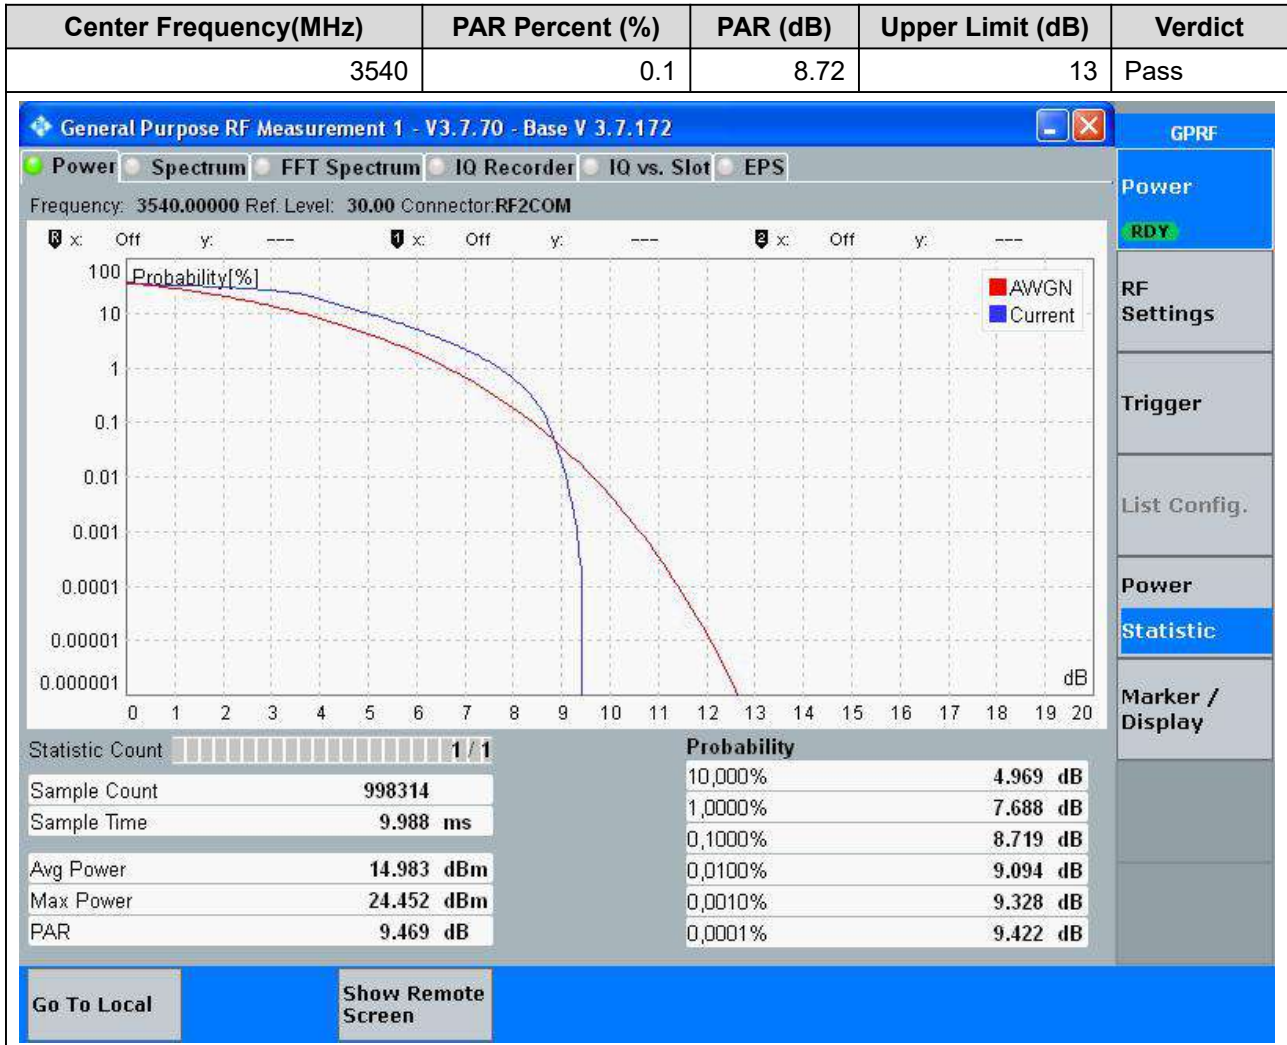 Center Frequency(MHz) PAR Percent (%) PAR (dB) Upper Limit (dB) Verdict
3540 0.1 8.72 13 Pass
General Purpose RF Measurement 1 - V3.7.70 - Base V 3.7.172
GPRF
Power Spectrum FFT Spectrum IQ Recorder IQ vs. Slot EPS
Power
RDY
Frequency: 3540.00000 Ref. Level: 30.00 Connector:RF2COM
R x: Off y: --- 1 x: Off y: --- 2 x: Off y: ---
Probability[%]
100
10
1
0.1
0.01
0.001
0.0001
0.00001
0.000001
AWGN
Current
dB
0 1 2 3 4 5 6 7 8 9 10 11 12 13 14 15 16 17 18 19 20
RF
Settings
Trigger
List Config.
Power
Statistic
Marker /
Display
Statistic Count 1 / 1
Sample Count 998314
Sample Time 9.988 ms
Avg Power 14.983 dBm
Max Power 24.452 dBm
PAR 9.469 dB
Probability
10,000% 4.969 dB
1,0000% 7.688 dB
0,1000% 8.719 dB
0,0100% 9.094 dB
0,0010% 9.328 dB
0,0001% 9.422 dB
Go To Local
Show Remote
Screen